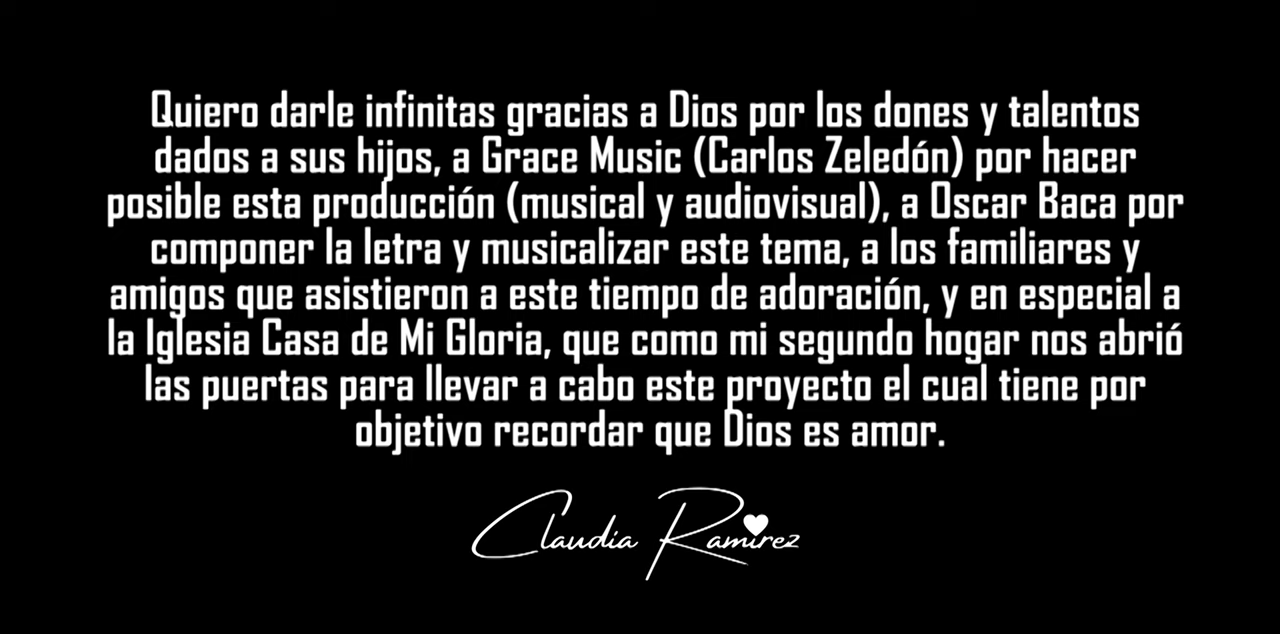 Quiero darle infinitas gracias a Dios por los dones y talentos
dados a sus hijos, a Grace Music (Carlos Zeledón) por hacer
posible esta producción (musical y audiovisual), a Oscar Baca por
componer la letra y musicalizar este tema, a los familiares y
amigos que asistieron a este tiempo de adoración, y en especial a
la Iglesia Casa de Mi Gloria, que como mi segundo hogar nos abrió
las puertas para llevar a cabo este proyecto el cual tiene por
objetivo recordar que Dios es amor.
Claudia Ramirez